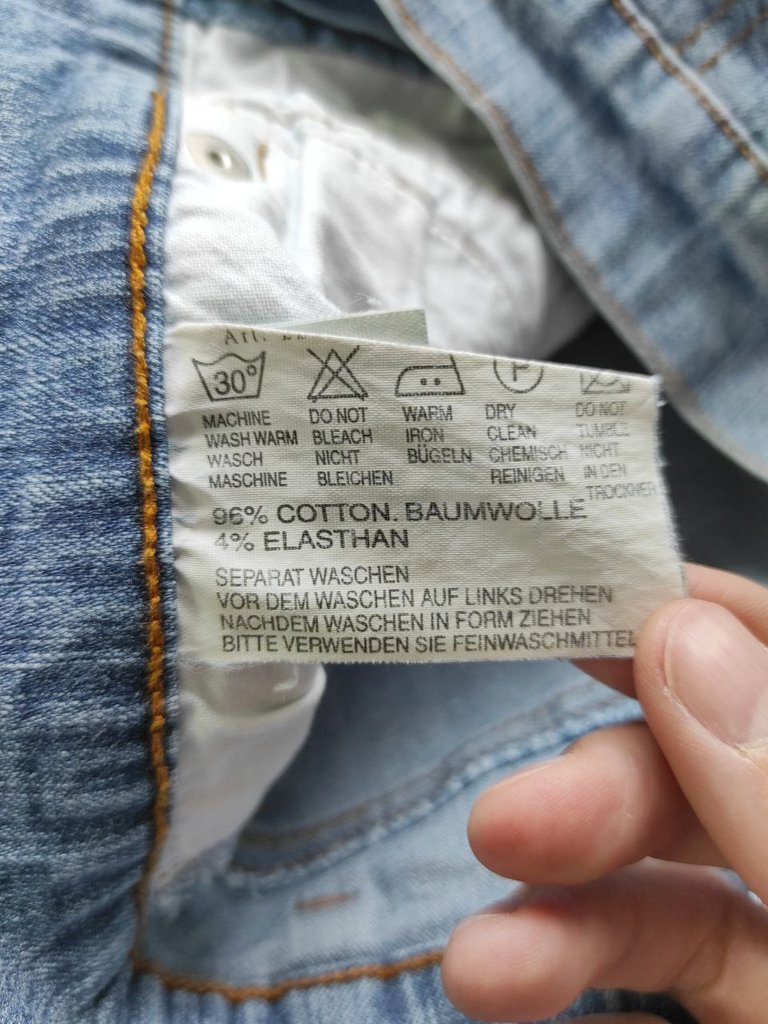 Art.
30°
P
MACHINE
WASH WARM
WASCH
MASCHINE
DO NOT
BLEACH
NICHT
BLEICHEN
WARM
IRON
BÜGELN
DRY
CLEAN
CHEMISCH
REINIGEN
DO NOT
TUMBLE
NICHT
IN DEN
TROCKNER
96% COTTON. BAUMWOLLE
4% ELASTHAN
SEPARAT WASCHEN
VOR DEM WASCHEN AUF LINKS DREHEN
NACHDEM WASCHEN IN FORM ZIEHEN
BITTE VERWENDEN SIE FEINWASCHMITTEL